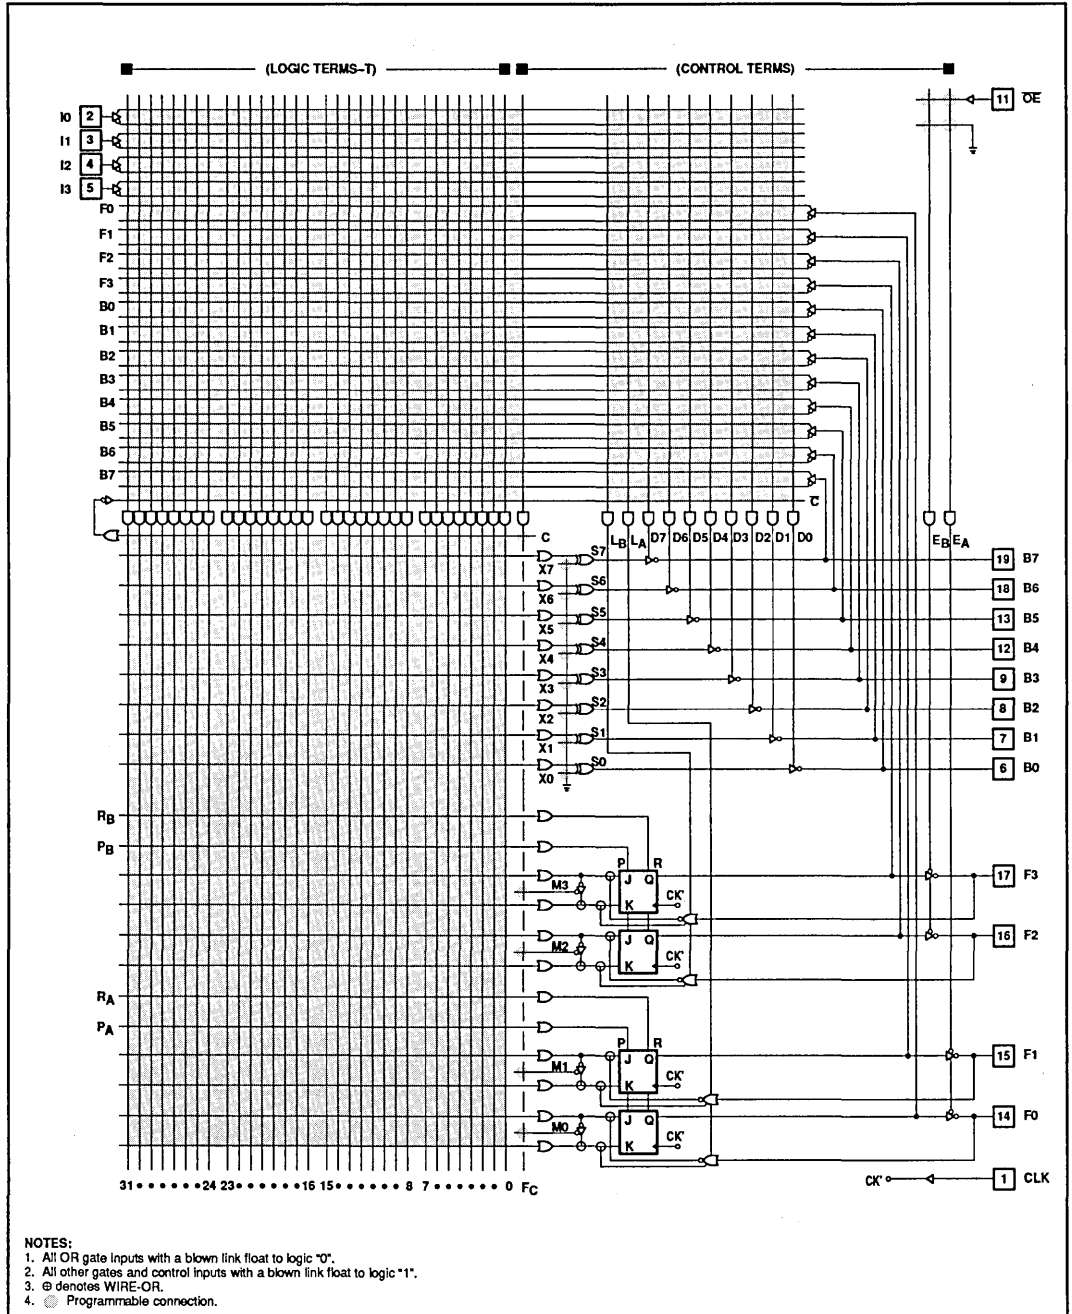 (LOGIC TERMS–T) (CONTROL TERMS)
11 OE
I0 2
I1 3
I2 4
I3 5
F0
F1
F2
F3
B0
B1
B2
B3
B4
B5
B6
B7
C
C LB LA D7 D6 D5 D4 D3 D2 D1 D0 EB EA
S7 19 B7
X7
S6 18 B6
X6
S5 13 B5
X5
S4 12 B4
X4
S3 9 B3
X3
S2 8 B2
X2
S1 7 B1
X1
S0 6 B0
X0
RB
PB
P R
J Q 17 F3
M3 CK'
K
J Q 16 F2
M2 CK'
K
RA
PA
P R
J Q 15 F1
M1 CK'
K
J Q 14 F0
M0 CK'
K
31 • • • • • • 24 23 • • • • • • 16 15 • • • • • • 8 7 • • • • • • 0 FC CK' 1 CLK
NOTES:
1. All OR gate inputs with a blown link float to logic "0".
2. All other gates and control inputs with a blown link float to logic "1".
3. ⊕ denotes WIRE-OR.
4. Programmable connection.